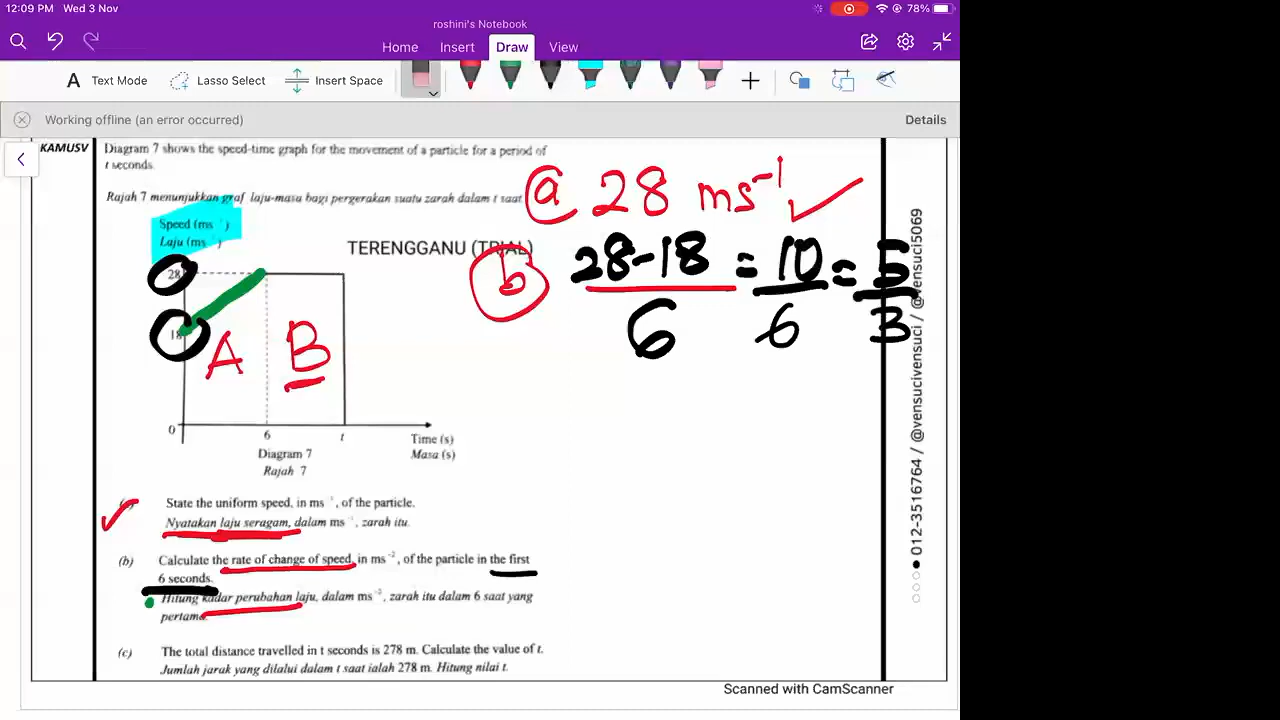 12:09 PM Wed 3 Nov
78%
roshini's Notebook
Home Insert Draw View
A Text Mode Lasso Select Insert Space
Working offline (an error occurred) Details
KAMUSV
Diagram 7 shows the speed-time graph for the movement of a particle for a period of
t seconds.
Rajah 7 menunjukkan graf laju-masa bagi pergerakan suatu zarah dalam t saat.
Speed (ms⁻¹)
Laju (ms⁻¹)
TERENGGANU (TRIAL)
28
18
0
A
B
6 t
Time (s)
Masa (s)
Diagram 7
Rajah 7
(a) 28 ms⁻¹ ✓
(b) 28-18/6 = 10/6 = 5/3
(a) State the uniform speed, in ms⁻¹, of the particle.
Nyatakan laju seragam, dalam ms⁻¹, zarah itu.
(b) Calculate the rate of change of speed, in ms⁻², of the particle in the first
6 seconds.
Hitung kadar perubahan laju, dalam ms⁻², zarah itu dalam 6 saat yang
pertama.
(c) The total distance travelled in t seconds is 278 m. Calculate the value of t.
Jumlah jarak yang dilalui dalam t saat ialah 278 m. Hitung nilai t.
012-3516764 / @vensucivensuci / @vensuci5069
Scanned with CamScanner